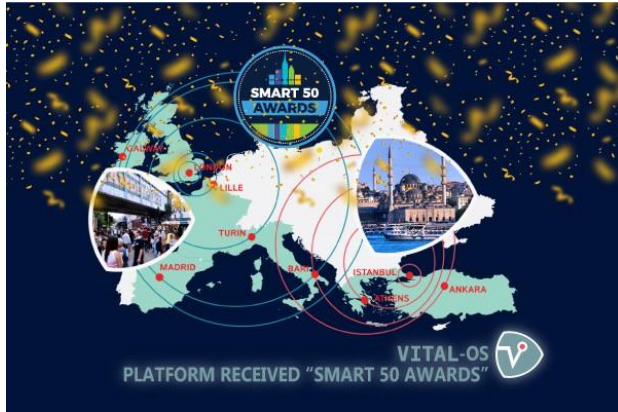 SMART 50
AWARDS
GALWAY
LONDON
LILLE
TURIN
MADRID
BARI
ISTANBUL
ATHENS
ANKARA
VITAL-OS
PLATFORM RECEIVED “SMART 50 AWARDS”